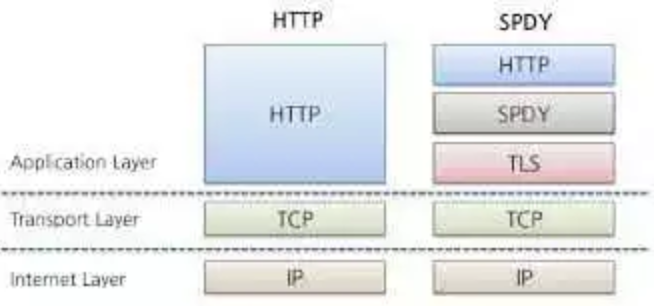 HTTP SPDY
HTTP
HTTP
SPDY
Application Layer TLS
Transport Layer TCP TCP
Internet Layer IP IP